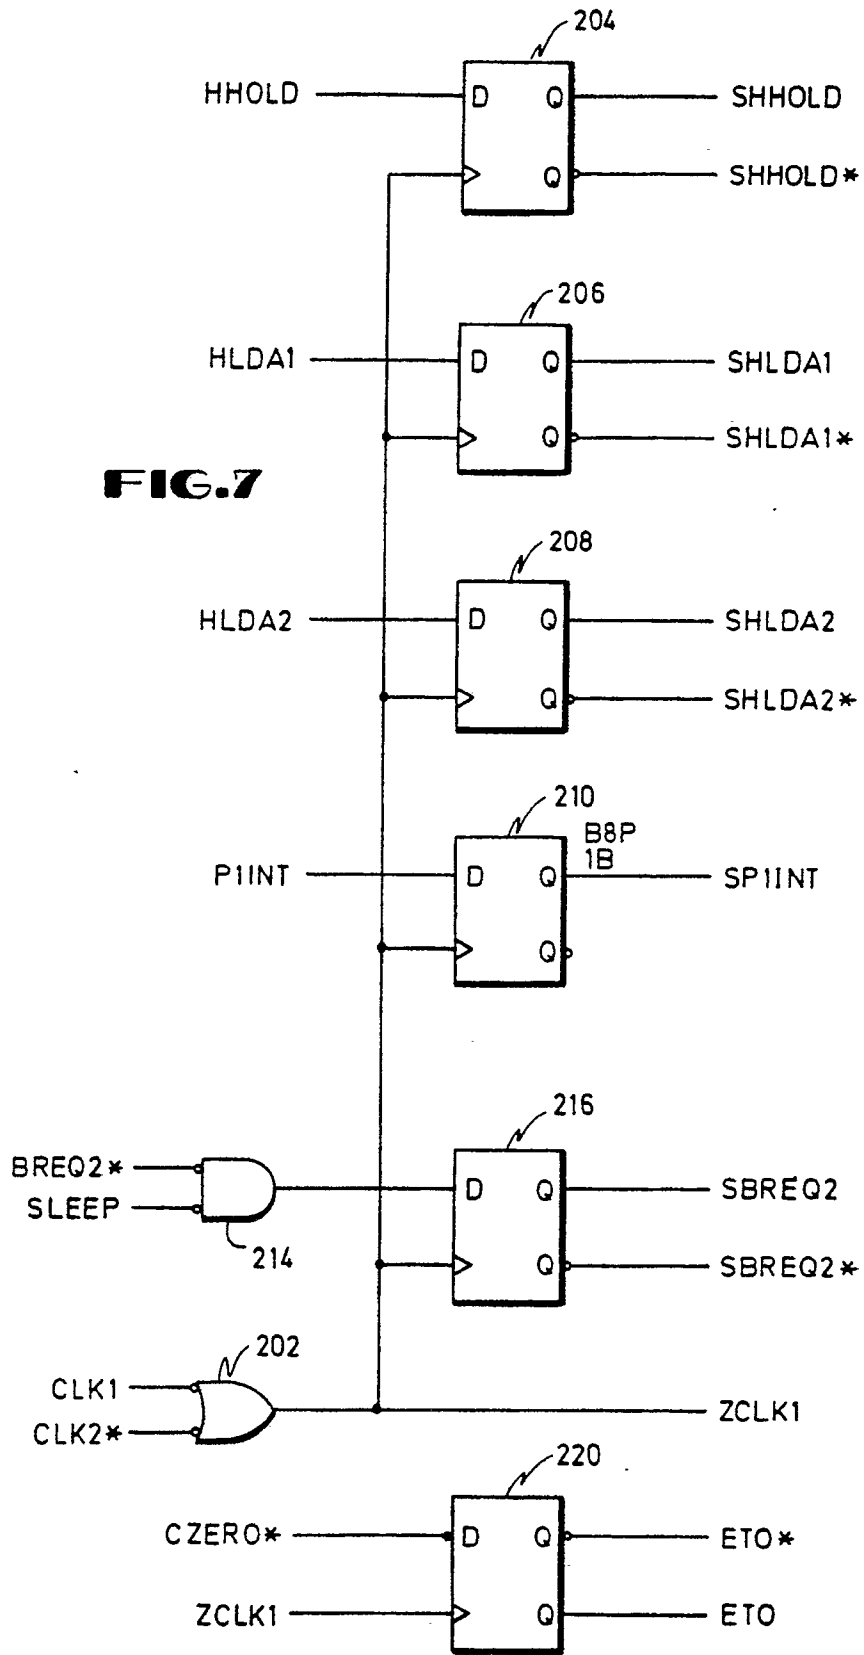 204
HHOLD D Q SHHOLD
Q SHHOLD*
206
HLDA1 D Q SHLDA1
Q SHLDA1*
FIG.7
208
HLDA2 D Q SHLDA2
Q SHLDA2*
210
B8P
1B
P1INT D Q SP1INT
Q
216
BREQ2*
SLEEP D Q SBREQ2
214
Q SBREQ2*
202
CLK1
ZCLK1
CLK2*
220
CZERO* D Q ETO*
ZCLK1 Q ETO